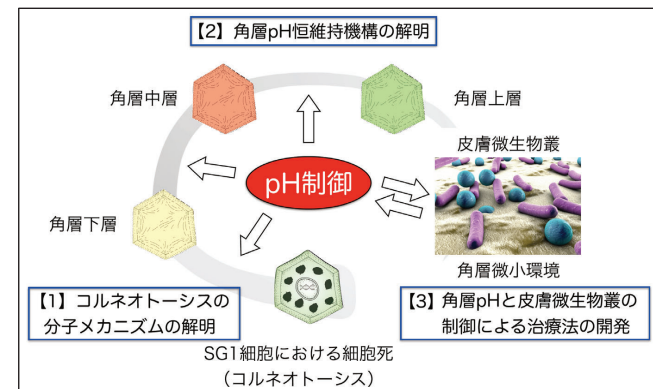 【2】角層pH恒維持機構の解明
角層中層
角層上層
皮膚微生物叢
pH制御
角層下層
角層微小環境
【1】コルネオトーシスの
分子メカニズムの解明
【3】角層pHと皮膚微生物叢の
制御による治療法の開発
SG1細胞における細胞死
（コルネオトーシス）